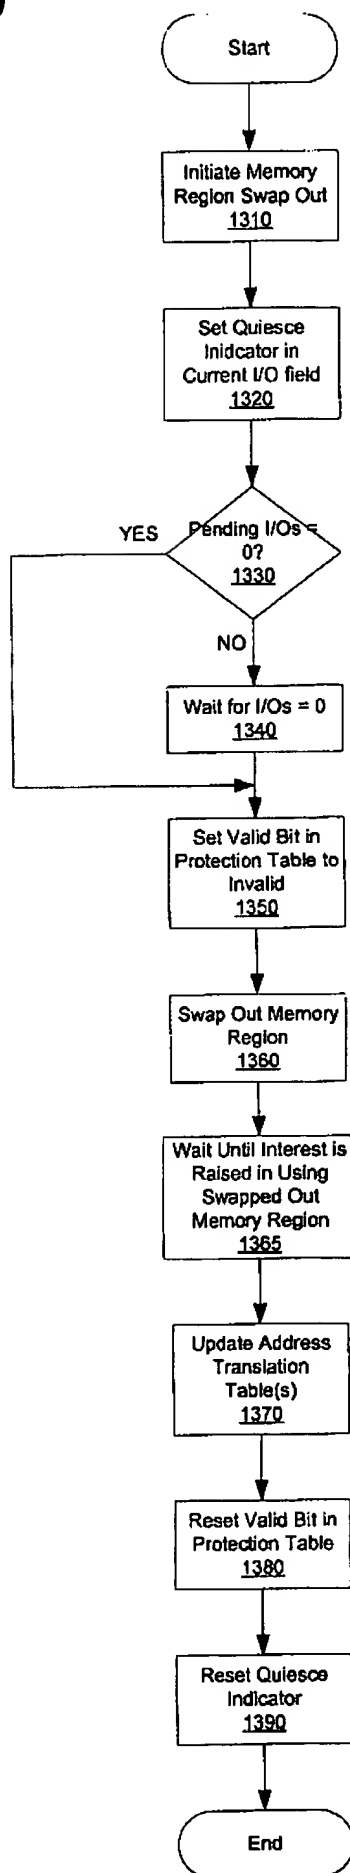 Start
Initiate Memory
Region Swap Out
1310
Set Quiesce
Inidcator in
Current I/O field
1320
YES
Pending I/Os =
0?
1330
NO
Wait for I/Os = 0
1340
Set Valid Bit in
Protection Table to
Invalid
1350
Swap Out Memory
Region
1360
Wait Until Interest is
Raised in Using
Swapped Out
Memory Region
1365
Update Address
Translation
Table(s)
1370
Reset Valid Bit in
Protection Table
1380
Reset Quiesce
Indicator
1390
End